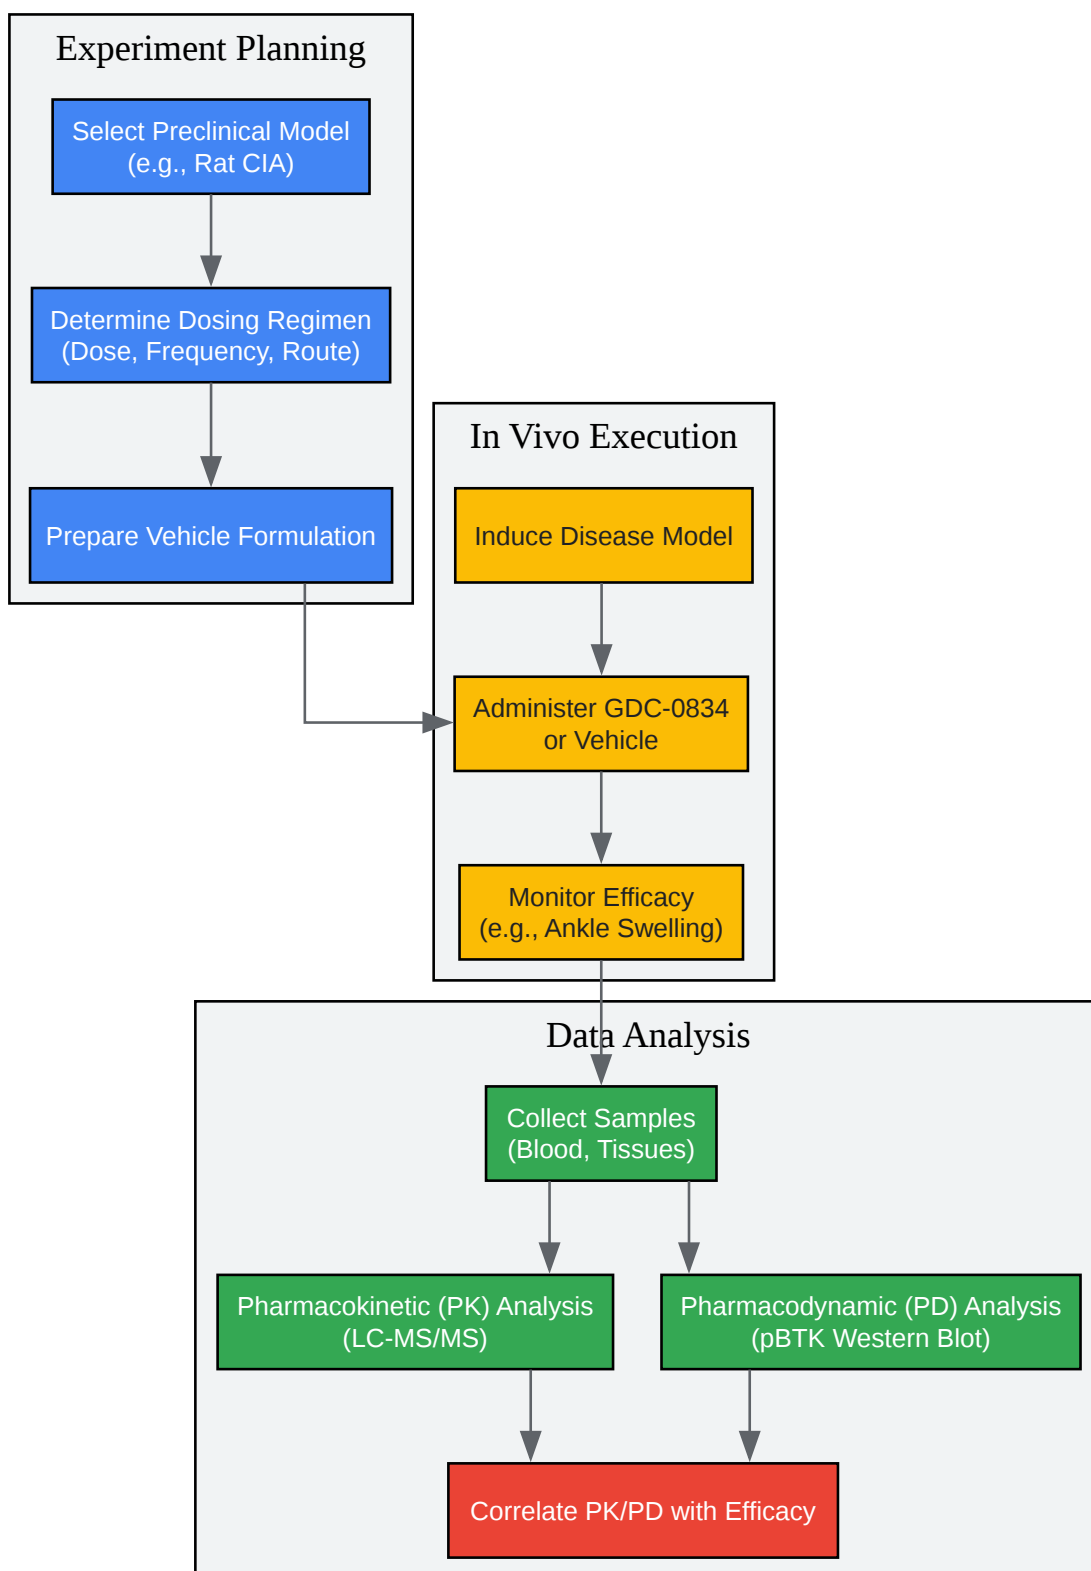 Experiment Planning
Select Preclinical Model
(e.g., Rat CIA)
Determine Dosing Regimen
(Dose, Frequency, Route)
Prepare Vehicle Formulation
In Vivo Execution
Induce Disease Model
Administer GDC-0834
or Vehicle
Monitor Efficacy
(e.g., Ankle Swelling)
Data Analysis
Collect Samples
(Blood, Tissues)
Pharmacokinetic (PK) Analysis
(LC-MS/MS)
Pharmacodynamic (PD) Analysis
(pBTK Western Blot)
Correlate PK/PD with Efficacy